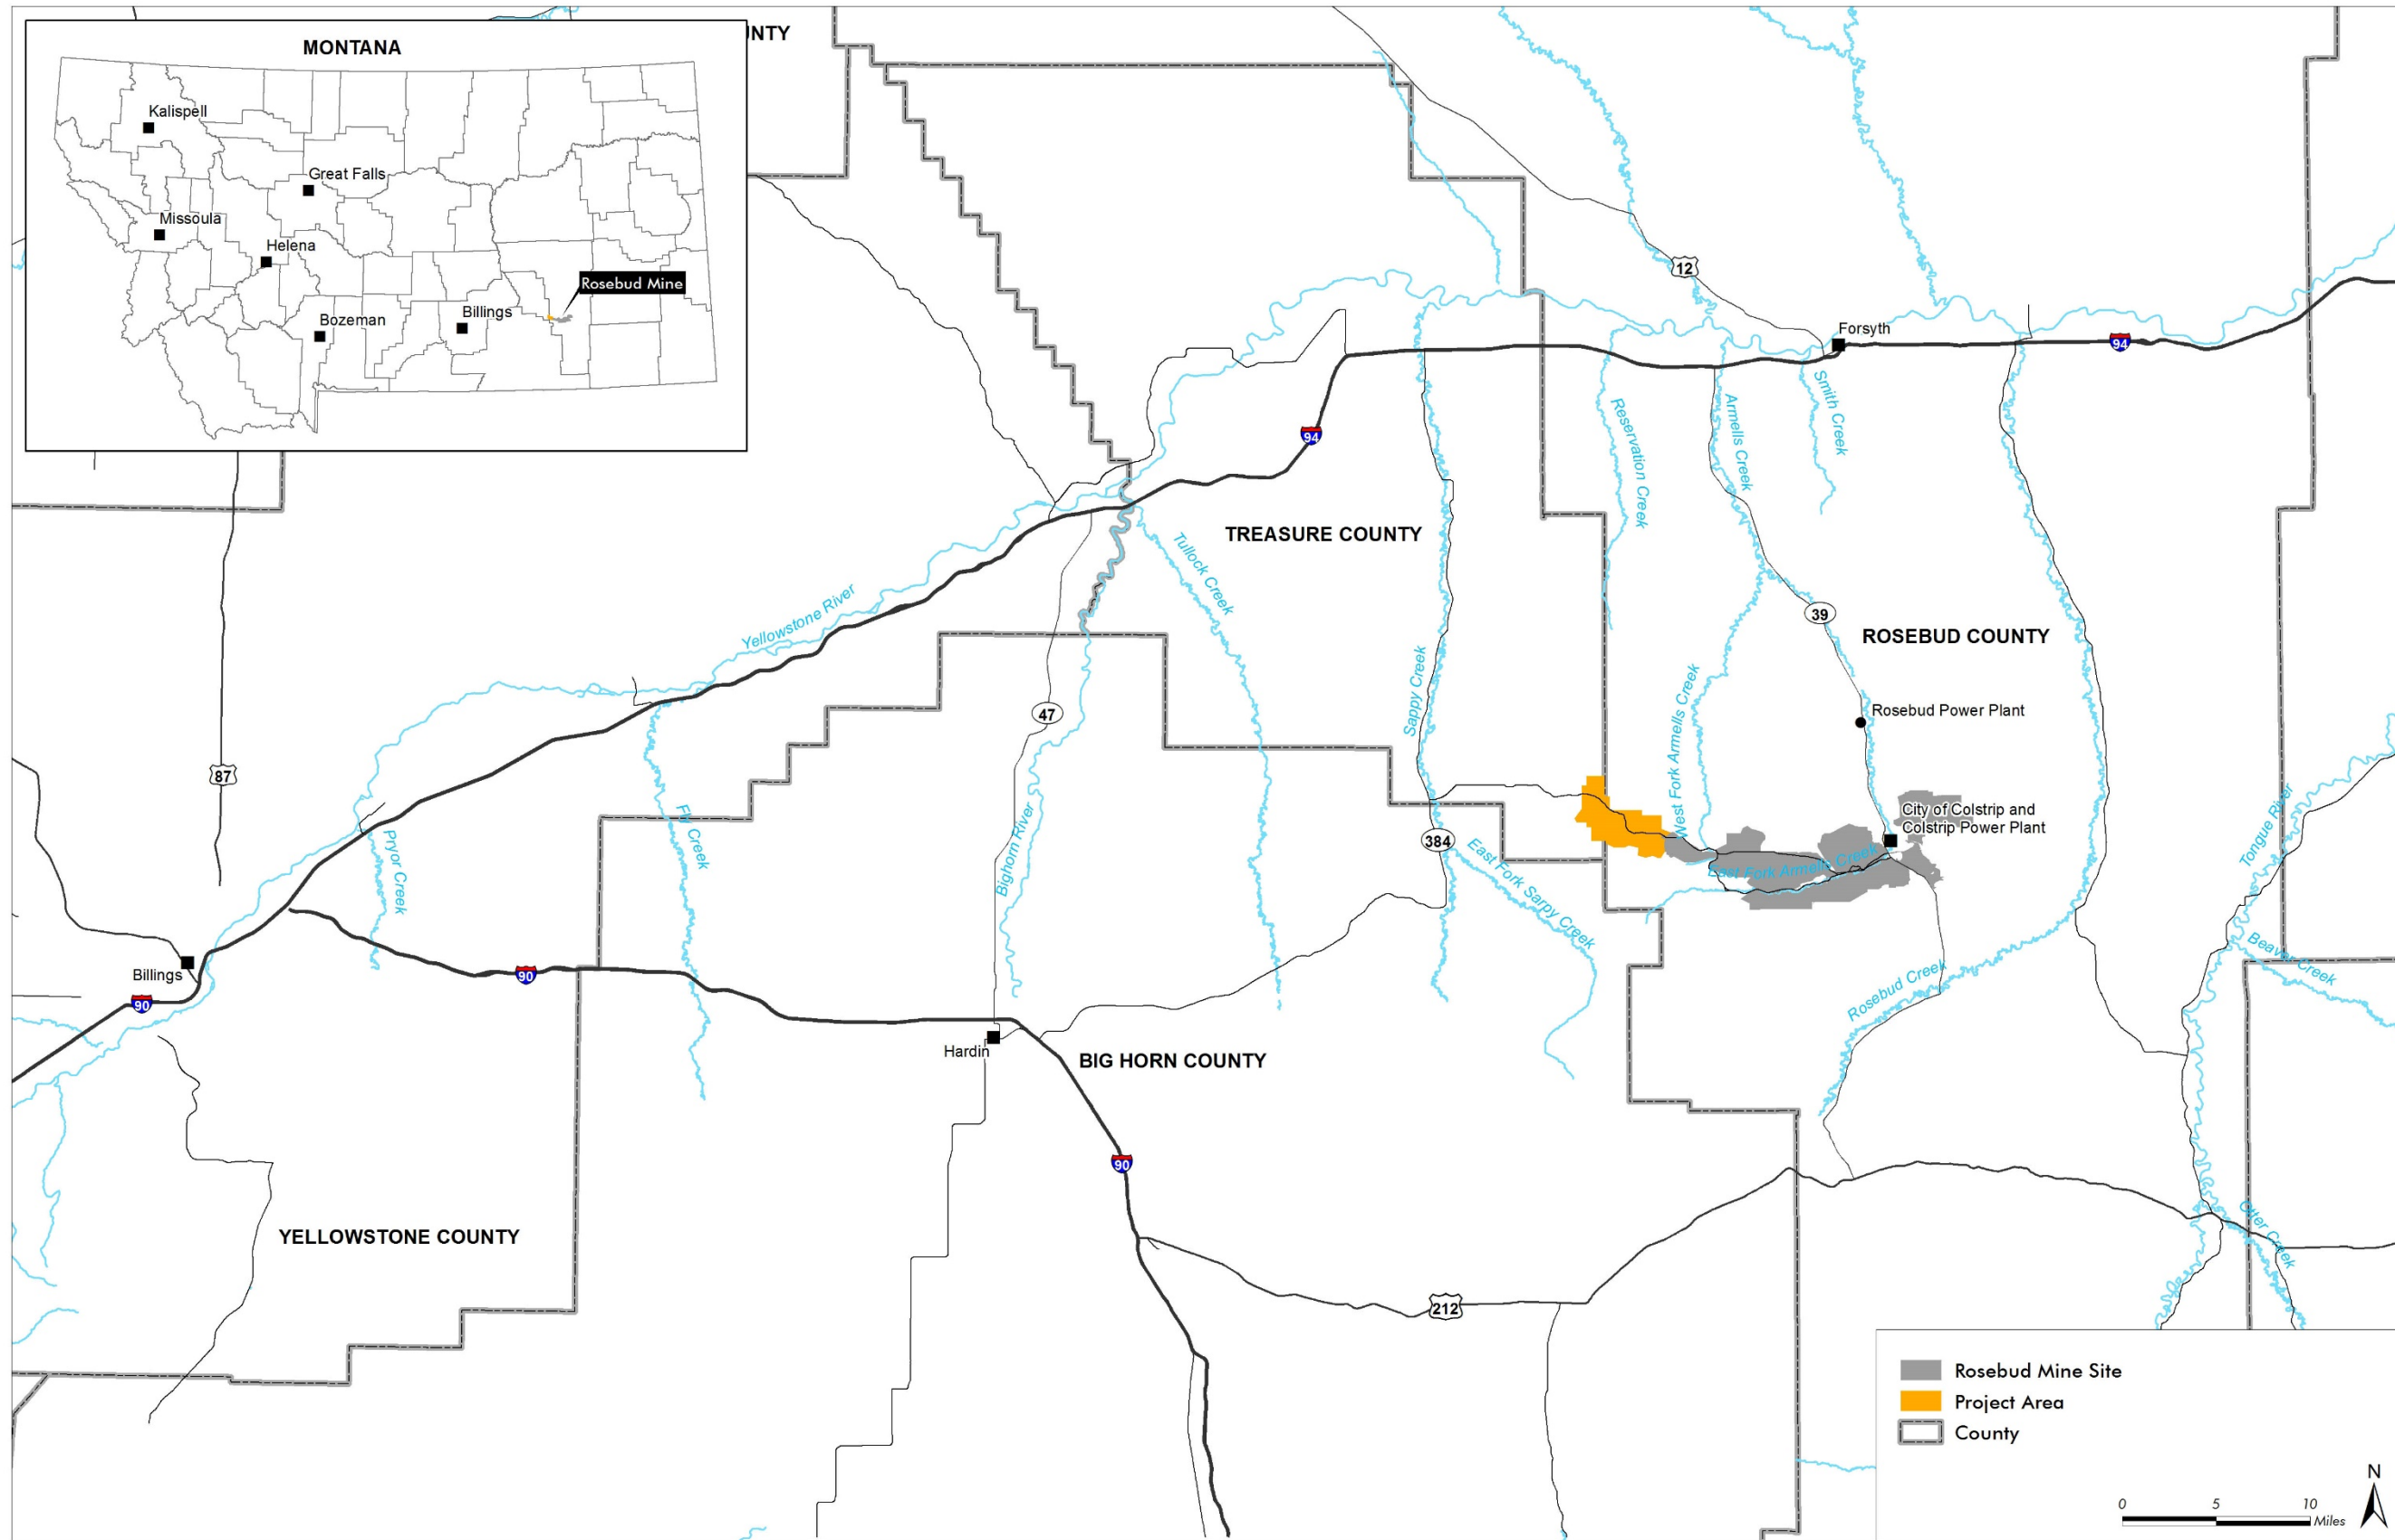 MONTANA
Kalispell
Great Falls
Missoula
Helena
Rosebud Mine
Bozeman
Billings
NTY
12
Forsyth
94
94
Smith Creek
Armells Creek
Reservation Creek
TREASURE COUNTY
Tullock Creek
Yellowstone River
39
ROSEBUD COUNTY
Sappy Creek
West Fork Armells Creek
47
Rosebud Power Plant
87
City of Colstrip and
Colstrip Power Plant
384
Pryor Creek
Creek
Bighorn River
East Fork Armells Creek
East Fork Sarpy Creek
Tongue River
Beaver Creek
Rosebud Creek
Billings
90
90
Hardin
BIG HORN COUNTY
90
YELLOWSTONE COUNTY
Otter Creek
212
Rosebud Mine Site
Project Area
County
N
0 5 10
Miles